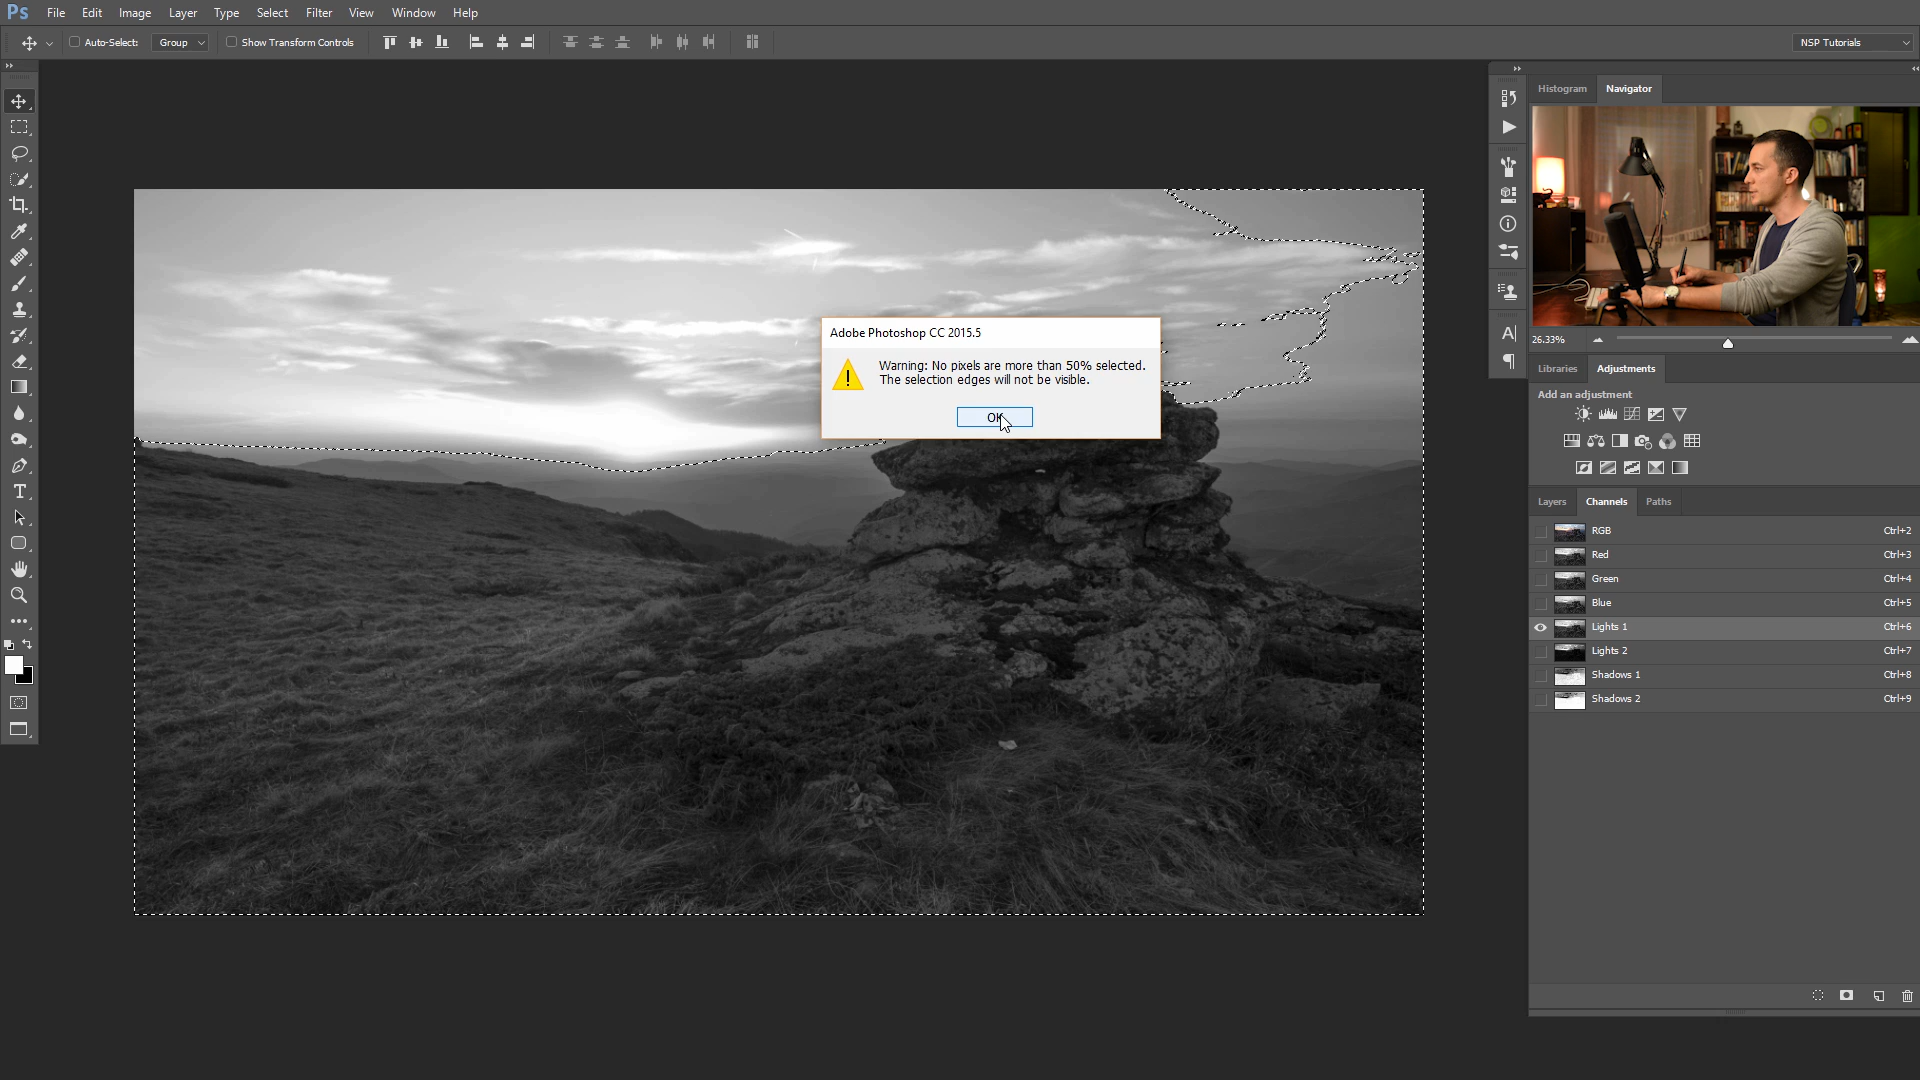 Ps File Edit Image Layer Type Select Filter View Window Help
Auto-Select: Group Show Transform Controls NSP Tutorials
Histogram Navigator
26.33%
Libraries Adjustments
Add an adjustment
Adobe Photoshop CC 2015.5
Warning: No pixels are more than 50% selected.
The selection edges will not be visible.
OK
Layers Channels Paths
RGB Ctrl+2
Red Ctrl+3
Green Ctrl+4
Blue Ctrl+5
Lights 1 Ctrl+6
Lights 2 Ctrl+7
Shadows 1 Ctrl+8
Shadows 2 Ctrl+9